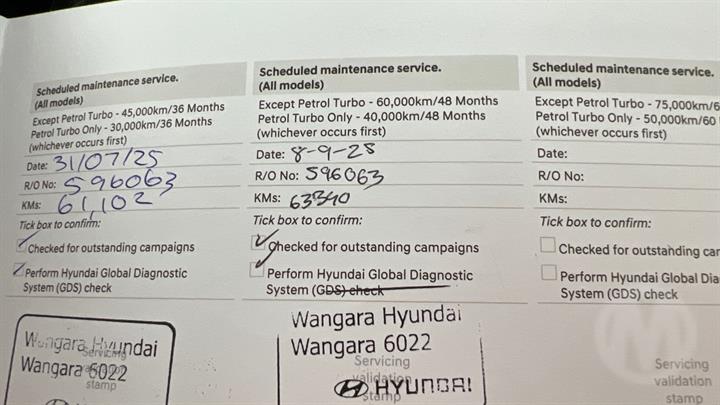 Scheduled maintenance service.
(All models)
Except Petrol Turbo - 45,000km/36 Months
Petrol Turbo Only - 30,000km/36 Months
(whichever occurs first)
Date: 31/07/25
R/O No: 596063
KMs: 61,102
Tick box to confirm:
Checked for outstanding campaigns
Perform Hyundai Global Diagnostic
System (GDS) check
Wangara Hyundai
Servicing
Wangara 6022
validation
stamp
Scheduled maintenance service.
(All models)
Except Petrol Turbo - 60,000km/48 Months
Petrol Turbo Only - 40,000km/48 Months
(whichever occurs first)
Date: 8-9-25
R/O No: 596063
KMs: 63340
Tick box to confirm:
Checked for outstanding campaigns
Perform Hyundai Global Diagnostic
System (GDS) check
Wangara Hyundai
Wangara 6022
Servicing
validation
HYUNDAI
stamp
Scheduled maintenance service.
(All models)
Except Petrol Turbo - 75,000km/6
Petrol Turbo Only - 50,000km/60
(whichever occurs first)
Date:
R/O No:
KMs:
Tick box to confirm:
Checked for outstanding car
Perform Hyundai Global Dia
System (GDS) check
Servicing
validation
stamp